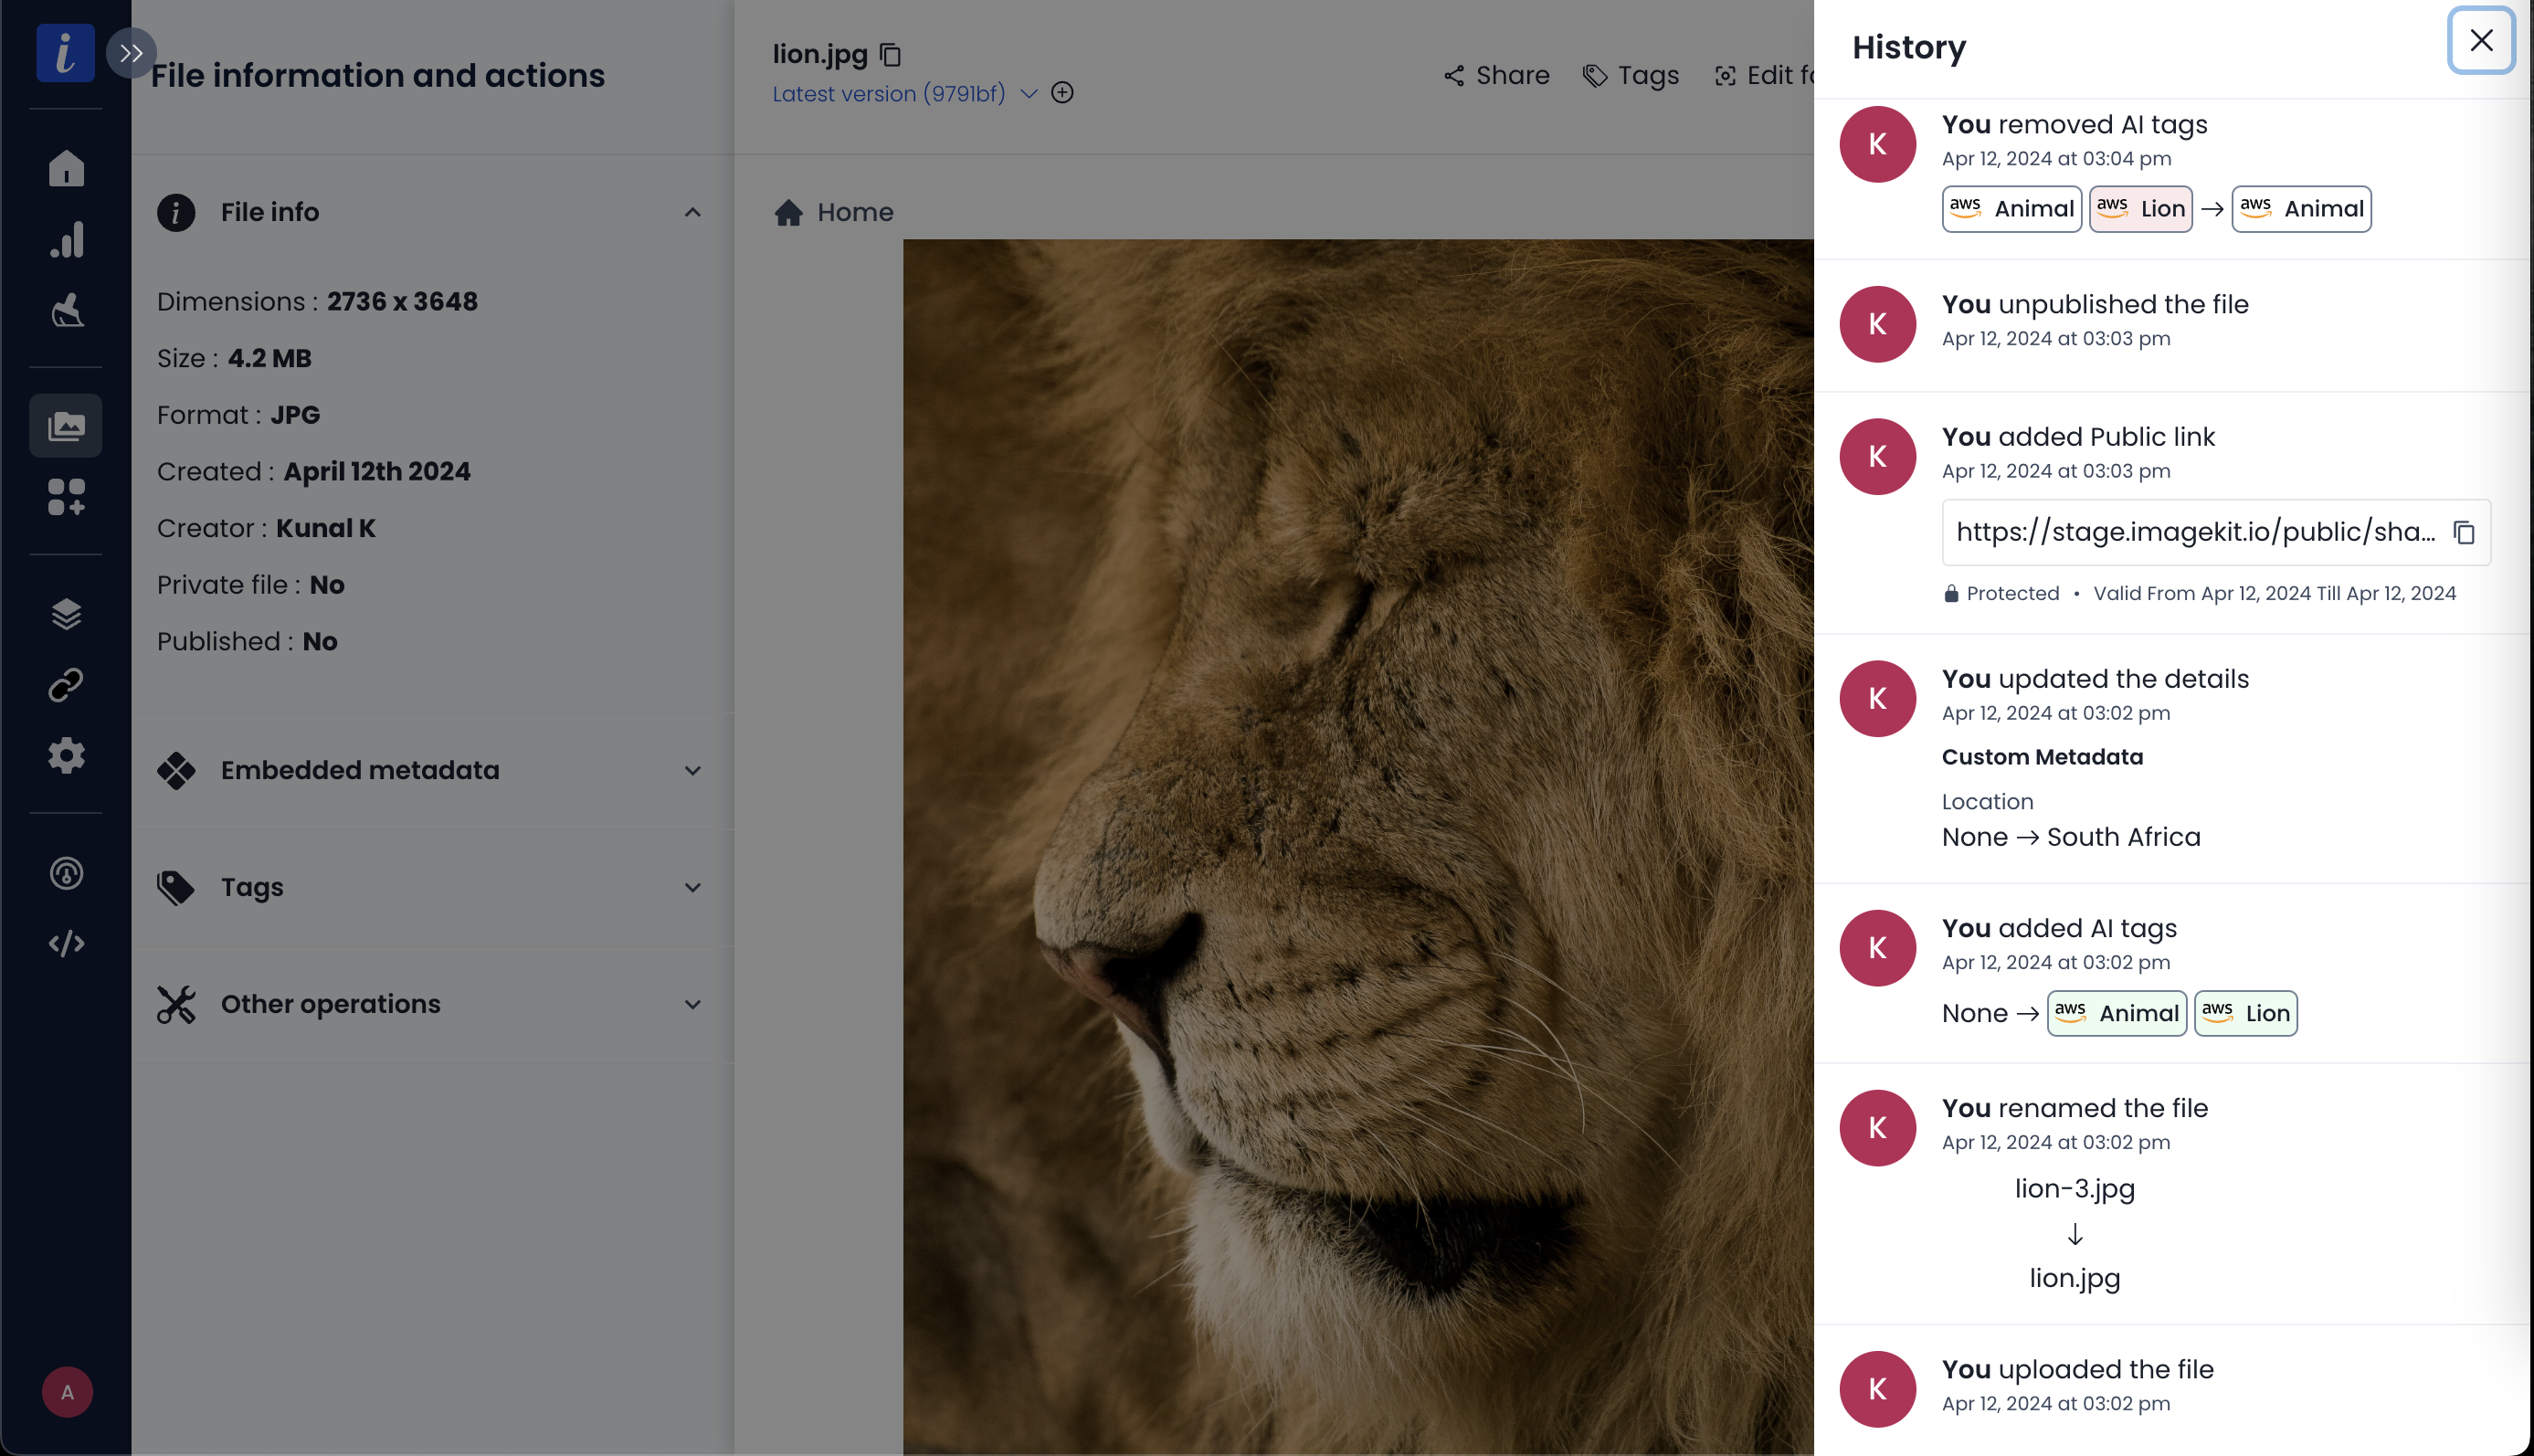 File information and actions
File info
Dimensions : 2736 x 3648
Size : 4.2 MB
Format : JPG
Created : April 12th 2024
Creator : Kunal K
Private file : No
Published : No
Embedded metadata
Tags
Other operations
A
lion.jpg
Latest version (9791bf)
Share
Tags
Edit fo
Home
History
K
You removed AI tags
Apr 12, 2024 at 03:04 pm
aws Animal aws Lion → aws Animal
K
You unpublished the file
Apr 12, 2024 at 03:03 pm
K
You added Public link
Apr 12, 2024 at 03:03 pm
https://stage.imagekit.io/public/sha...
Protected • Valid From Apr 12, 2024 Till Apr 12, 2024
K
You updated the details
Apr 12, 2024 at 03:02 pm
Custom Metadata
Location
None → South Africa
K
You added AI tags
Apr 12, 2024 at 03:02 pm
None → aws Animal aws Lion
K
You renamed the file
Apr 12, 2024 at 03:02 pm
lion-3.jpg
↓
lion.jpg
K
You uploaded the file
Apr 12, 2024 at 03:02 pm